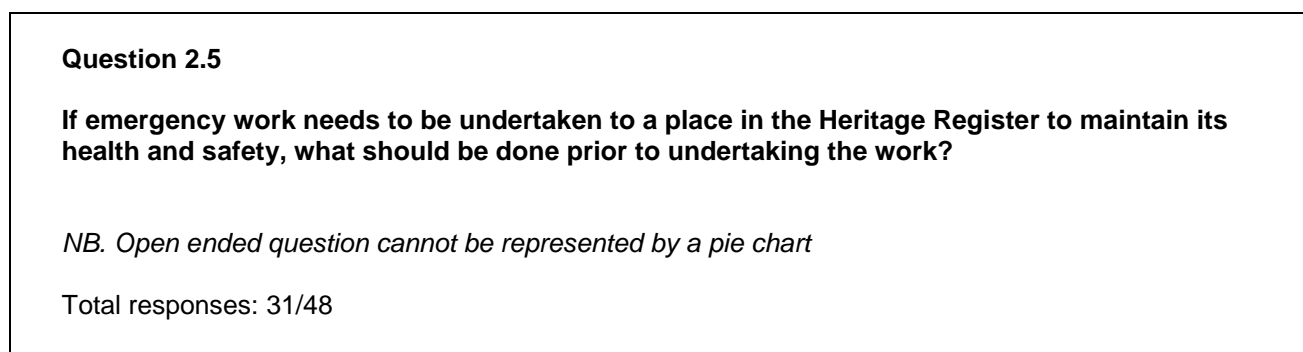 Question 2.5
If emergency work needs to be undertaken to a place in the Heritage Register to maintain its
health and safety, what should be done prior to undertaking the work?
NB. Open ended question cannot be represented by a pie chart
Total responses: 31/48